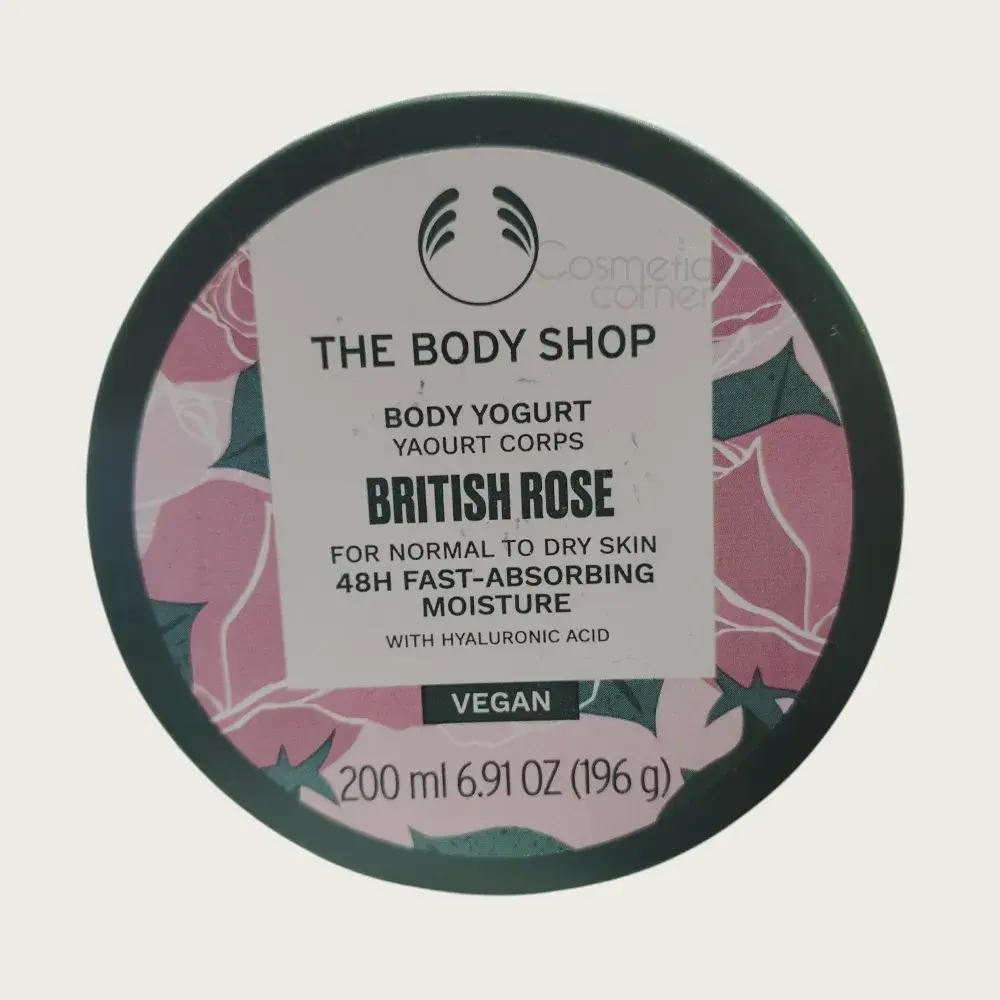 Cosmetic
corner
THE BODY SHOP
BODY YOGURT
YAOURT CORPS
BRITISH ROSE
FOR NORMAL TO DRY SKIN
48H FAST-ABSORBING
MOISTURE
WITH HYALURONIC ACID
VEGAN
200 ml 6.91 OZ (196 g)